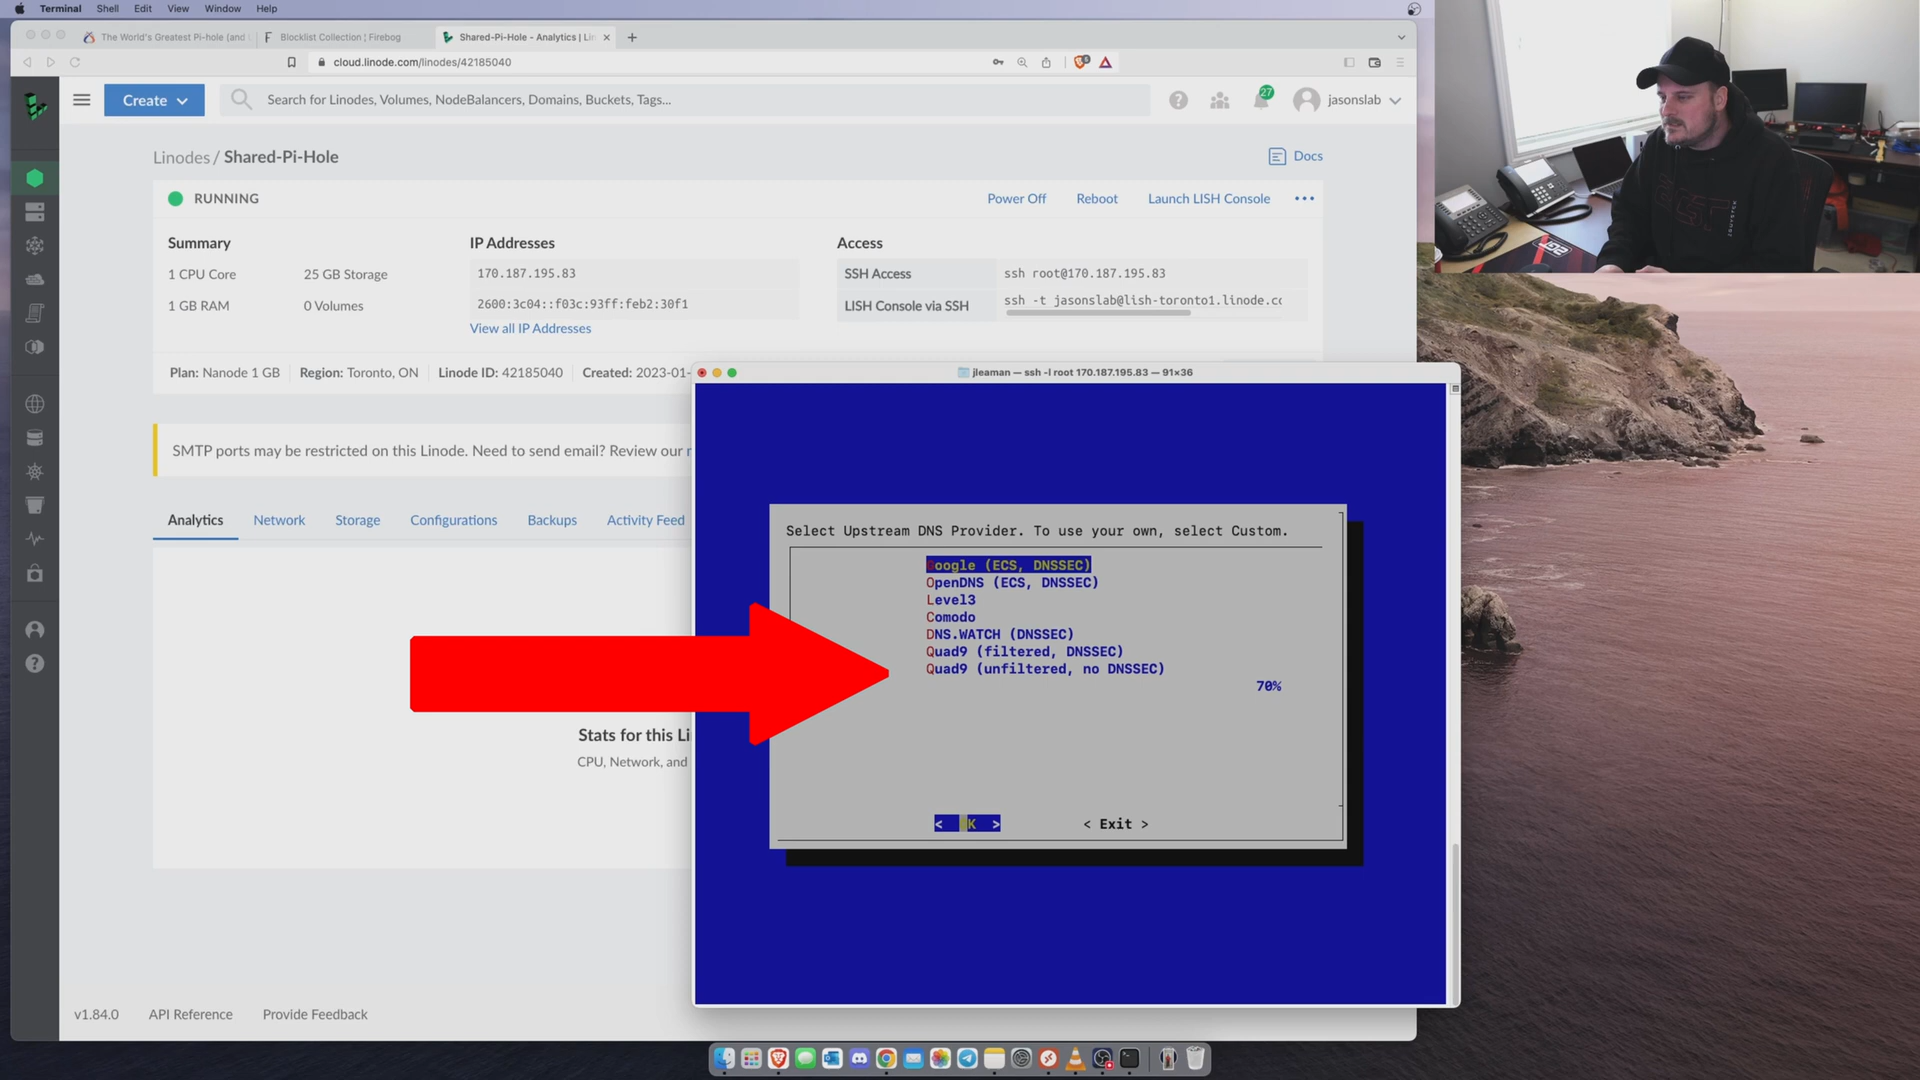 Terminal Shell Edit View Window Help
The World's Greatest Pi-hole (and
Blocklist Collection | Firebog
Shared-Pi-Hole - Analytics | Lin
cloud.linode.com/linodes/42185040
Create
Search for Linodes, Volumes, NodeBalancers, Domains, Buckets, Tags...
27
jasonslab
Linodes / Shared-Pi-Hole
Docs
RUNNING
Power Off Reboot Launch LISH Console
Summary
IP Addresses
Access
1 CPU Core 25 GB Storage
170.187.195.83
SSH Access ssh root@170.187.195.83
1 GB RAM 0 Volumes
2600:3c04::f03c:93ff:feb2:30f1
LISH Console via SSH ssh -t jasonslab@lish-toronto1.linode.co
View all IP Addresses
Plan: Nanode 1 GB Region: Toronto, ON Linode ID: 42185040 Created: 2023-01-
jleaman — ssh -l root 170.187.195.83 — 91×36
SMTP ports may be restricted on this Linode. Need to send email? Review our
Analytics Network Storage Configurations Backups Activity Feed
Select Upstream DNS Provider. To use your own, select Custom.
Google (ECS, DNSSEC)
OpenDNS (ECS, DNSSEC)
Level3
Comodo
DNS.WATCH (DNSSEC)
Quad9 (filtered, DNSSEC)
Quad9 (unfiltered, no DNSSEC)
70%
Stats for this Li
CPU, Network, and
< OK > < Exit >
v1.84.0 API Reference Provide Feedback